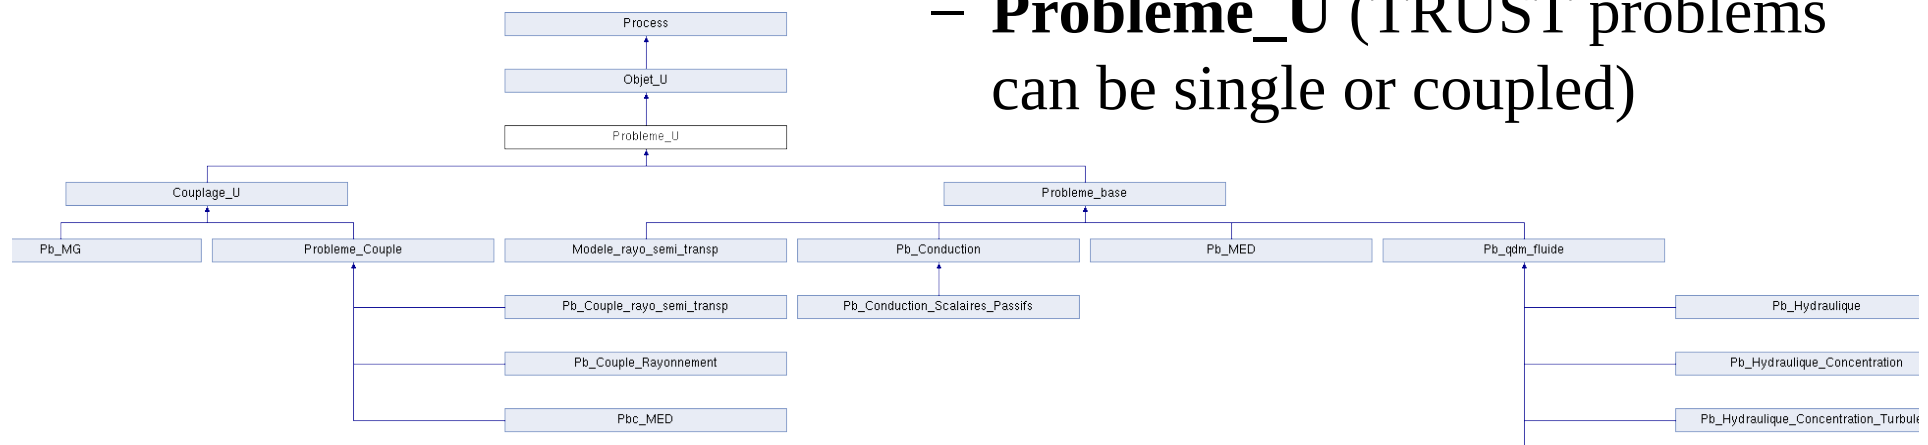 – Probleme_U (TRUST problems
can be single or coupled)
Process
Objet_U
Probleme_U
Couplage_U
Probleme_base
Pb_MG
Probleme_Couple
Modele_rayo_semi_transp
Pb_Conduction
Pb_MED
Pb_qdm_fluide
Pb_Couple_rayo_semi_transp
Pb_Conduction_Scalaires_Passifs
Pb_Hydraulique
Pb_Couple_Rayonnement
Pb_Hydraulique_Concentration
Pbc_MED
Pb_Hydraulique_Concentration_Turbule